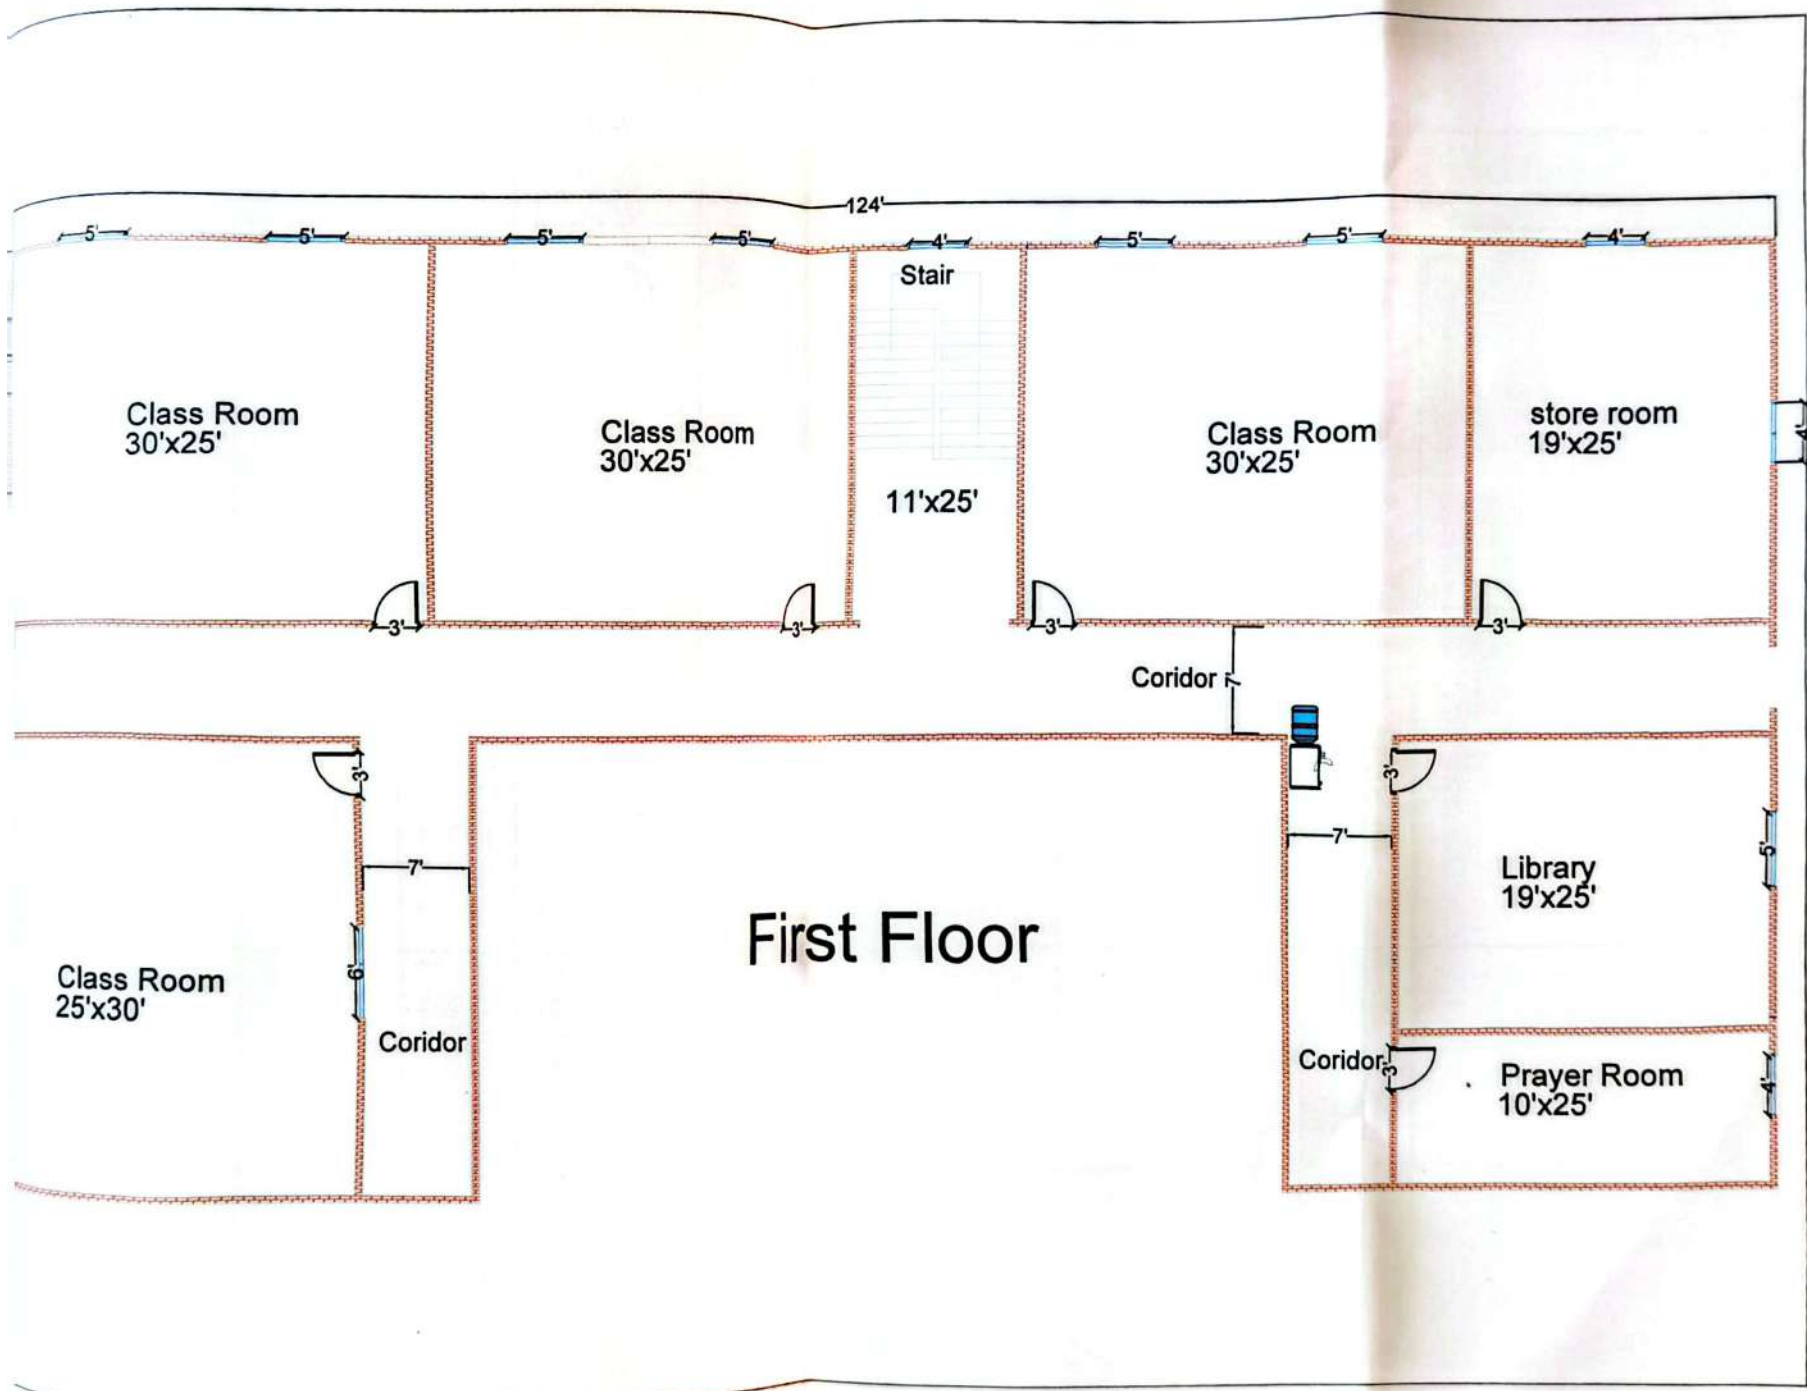 124'
5'
5'
5'
5'
4'
5'
5'
4'
Stair
Class Room
30'x25'
Class Room
30'x25'
Class Room
30'x25'
store room
19'x25'
4'
11'x25'
3'
3'
3'
3'
Coridor 7'
3'
3'
7'
7'
Library
19'x25'
5'
First Floor
Class Room
25'x30'
6'
Coridor
Coridor
3'
Prayer Room
10'x25'
4'